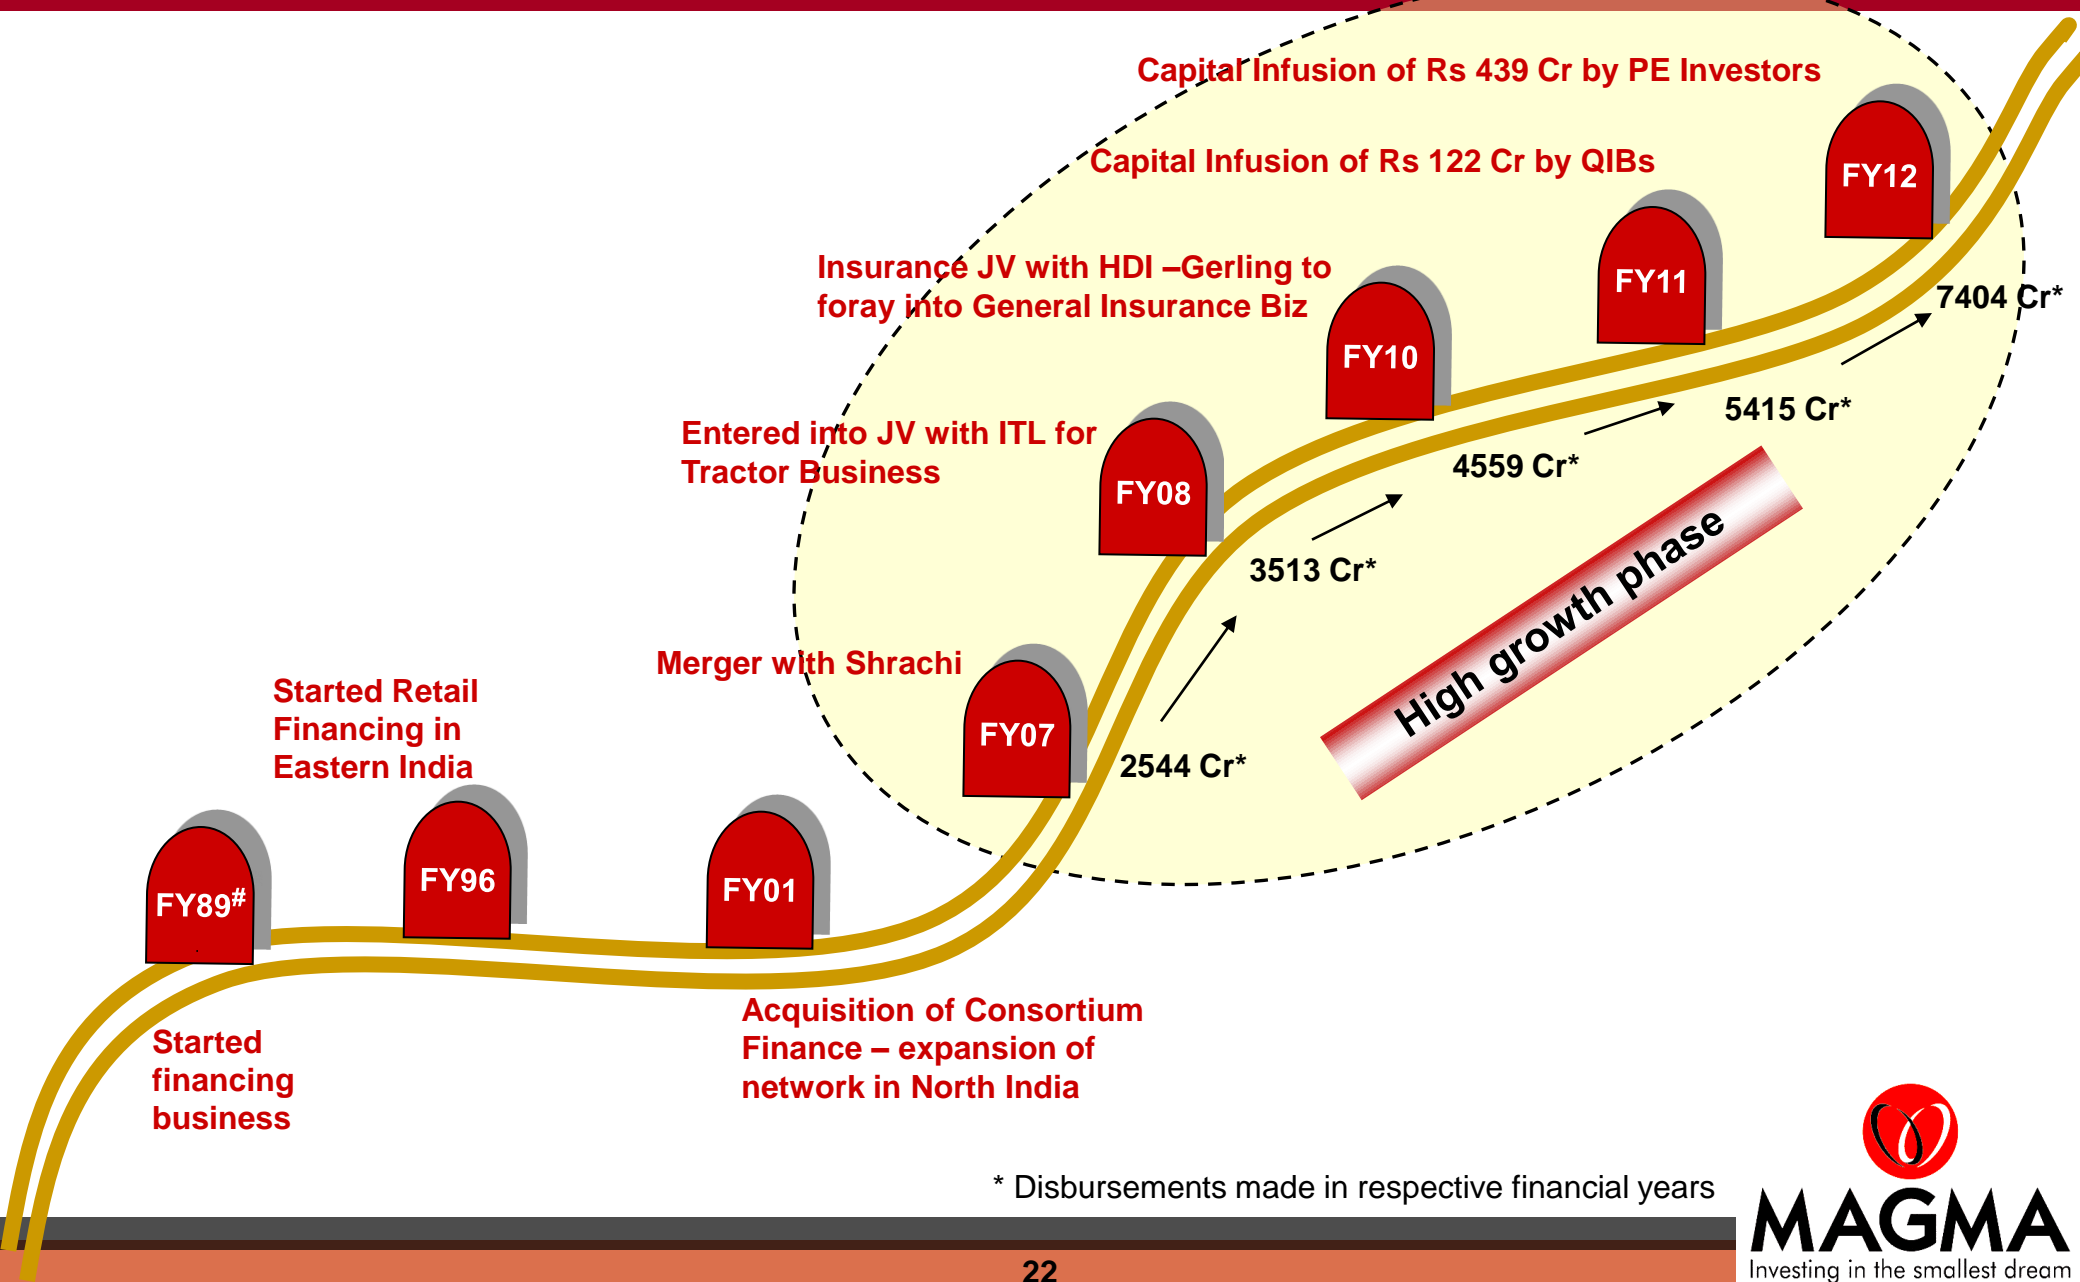 Capital Infusion of Rs 439 Cr by PE Investors
FY12
Capital Infusion of Rs 122 Cr by QIBs
FY11
Insurance JV with HDI –Gerling to
foray into General Insurance Biz
FY10
7404 Cr*
5415 Cr*
Entered into JV with ITL for
Tractor Business
FY08
4559 Cr*
3513 Cr*
High growth phase
Merger with Shrachi
FY07
2544 Cr*
Started Retail
Financing in
Eastern India
FY89#
FY96
FY01
Started
financing
business
Acquisition of Consortium
Finance – expansion of
network in North India
* Disbursements made in respective financial years
MAGMA
Investing in the smallest dream
22